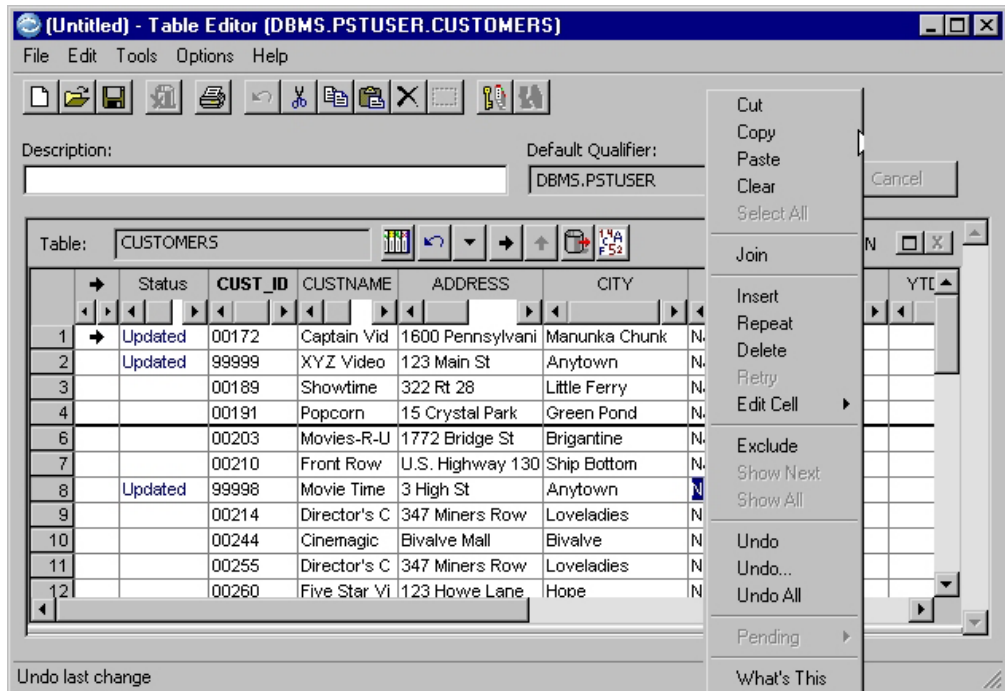 (Untitled) - Table Editor (DBMS.PSTUSER.CUSTOMERS)
File Edit Tools Options Help
Description: Default Qualifier:
DBMS.PSTUSER Cancel
Table: CUSTOMERS N
Status CUST_ID CUSTNAME ADDRESS CITY YTD
1 Updated 00172 Captain Vid 1600 Pennsylvani Manunka Chunk
2 Updated 99999 XYZ Video 123 Main St Anytown
3 00189 Showtime 322 Rt 28 Little Ferry
4 00191 Popcorn 15 Crystal Park Green Pond
6 00203 Movies-R-U 1772 Bridge St Brigantine
7 00210 Front Row U.S. Highway 130 Ship Bottom
8 Updated 99998 Movie Time 3 High St Anytown N
9 00214 Director's C 347 Miners Row Loveladies N
10 00244 Cinemagic Bivalve Mall Bivalve N
11 00255 Director's C 347 Miners Row Loveladies N
12 00260 Five Star Vi 123 Howe Lane Hope N
Cut
Copy
Paste
Clear
Select All
Join
Insert
Repeat
Delete
Retry
Edit Cell
Exclude
Show Next
Show All
Undo
Undo...
Undo All
Pending
What's This
Undo last change